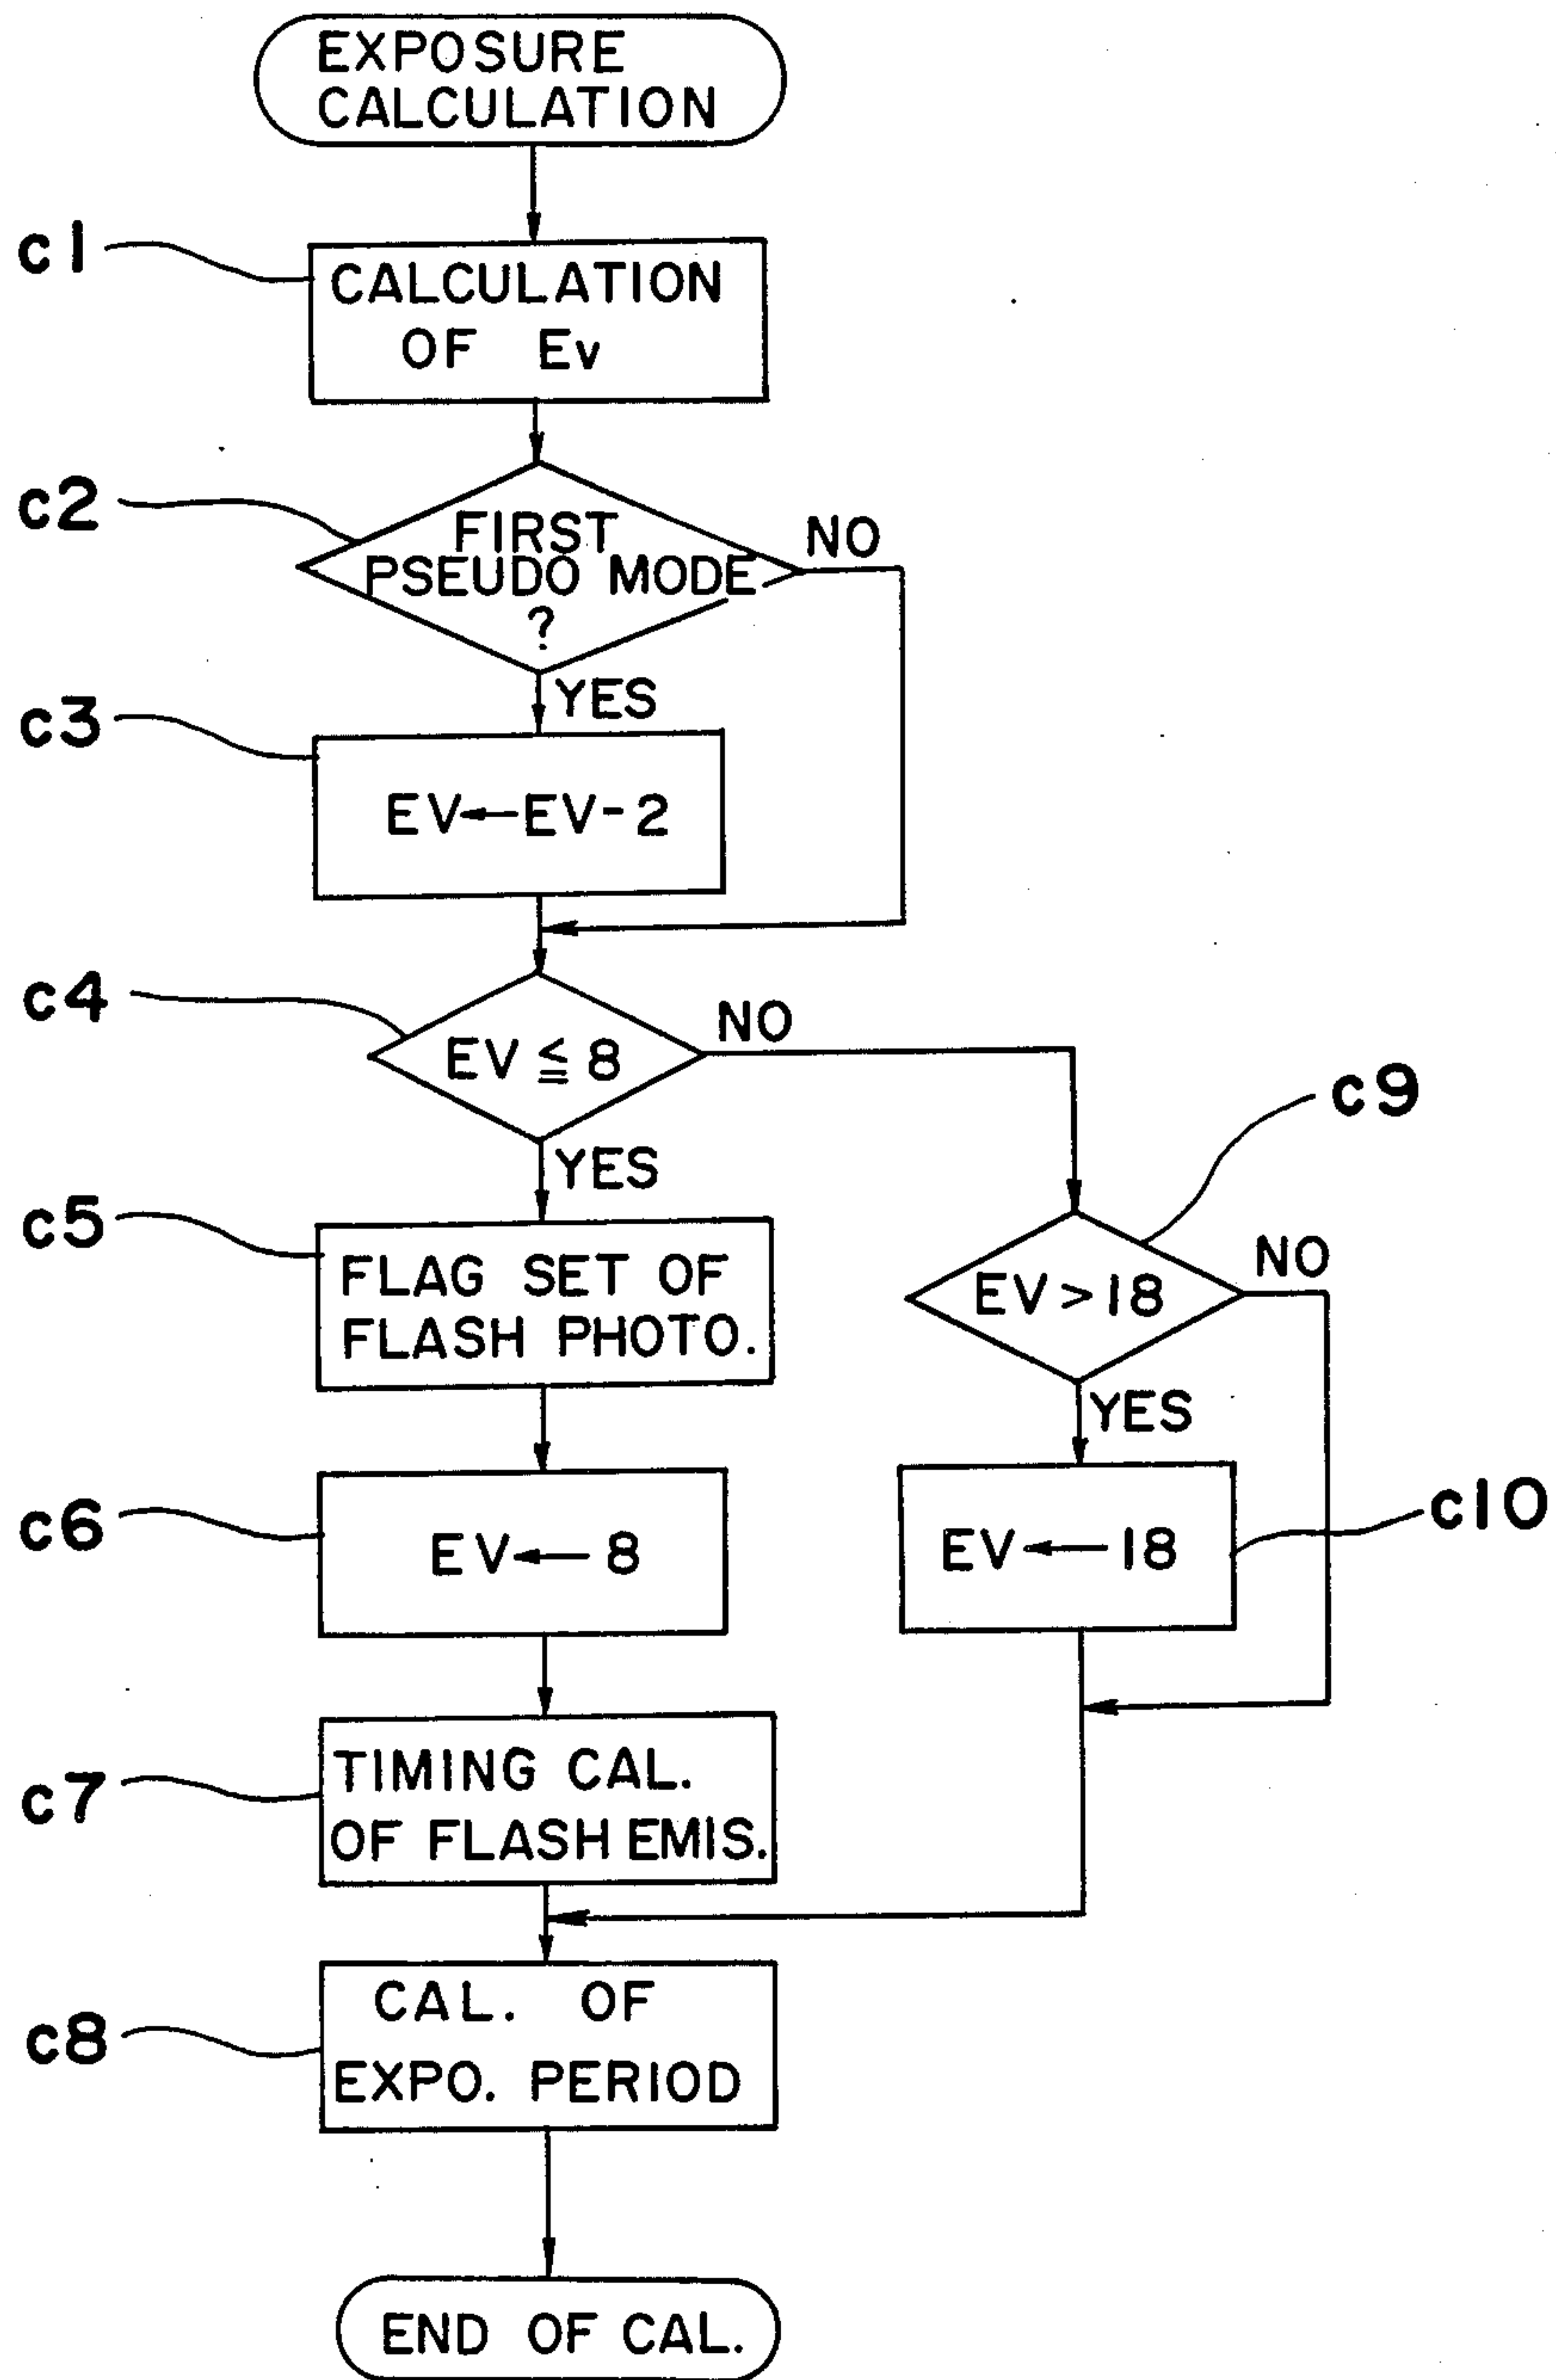 EXPOSURE
CALCULATION
c1
CALCULATION
OF Ev
c2
FIRST
PSEUDO MODE
?
NO
YES
c3
EV←EV-2
c4
EV≦8
NO
YES
c9
c5
FLAG SET OF
FLASH PHOTO.
EV>18
NO
YES
c6
EV←8
EV←18
c10
c7
TIMING CAL.
OF FLASH EMIS.
c8
CAL. OF
EXPO. PERIOD
END OF CAL.